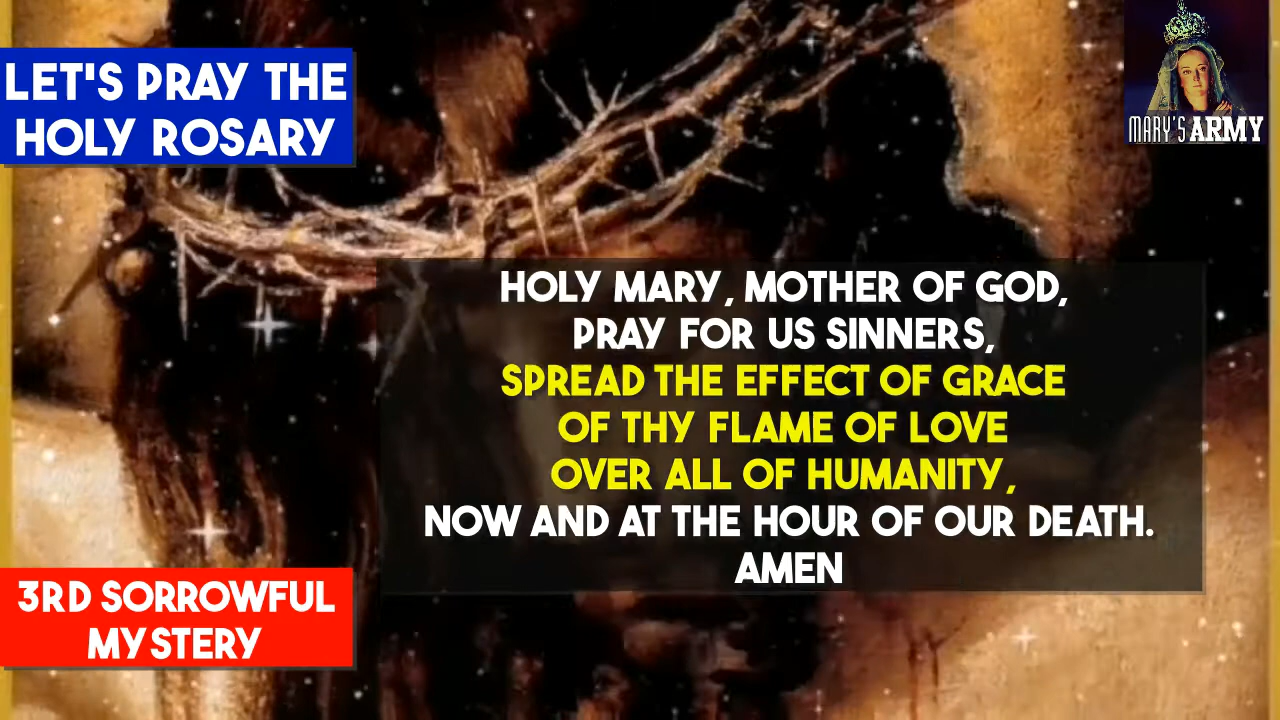 LET'S PRAY THE
HOLY ROSARY
MARY'S ARMY
HOLY MARY, MOTHER OF GOD,
PRAY FOR US SINNERS,
SPREAD THE EFFECT OF GRACE
OF THY FLAME OF LOVE
OVER ALL OF HUMANITY,
NOW AND AT THE HOUR OF OUR DEATH.
AMEN
3RD SORROWFUL
MYSTERY